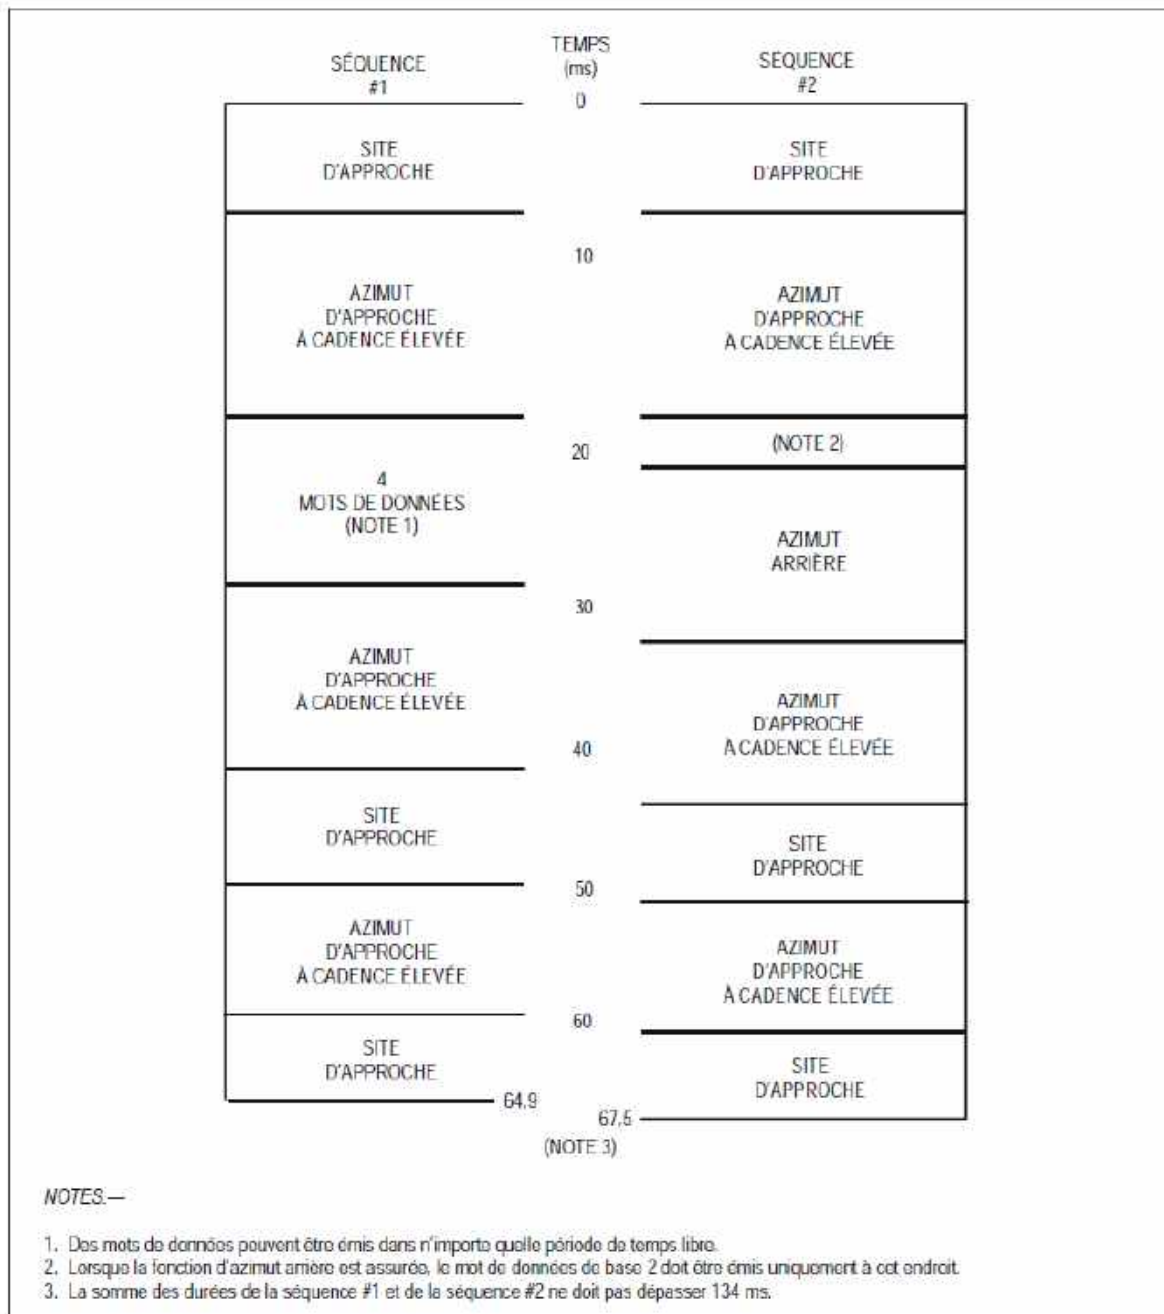 SÉQUENCE
#1
TEMPS
(ms)
0
SÉQUENCE
#2
SITE
D'APPROCHE
SITE
D'APPROCHE
10
AZIMUT
D'APPROCHE
À CADENCE ÉLEVÉE
AZIMUT
D'APPROCHE
À CADENCE ÉLEVÉE
20
(NOTE 2)
4
MOTS DE DONNÉES
(NOTE 1)
AZIMUT
ARRIÈRE
30
AZIMUT
D'APPROCHE
À CADENCE ÉLEVÉE
AZIMUT
D'APPROCHE
À CADENCE ÉLEVÉE
40
SITE
D'APPROCHE
SITE
D'APPROCHE
50
AZIMUT
D'APPROCHE
À CADENCE ÉLEVÉE
AZIMUT
D'APPROCHE
À CADENCE ÉLEVÉE
60
SITE
D'APPROCHE
SITE
D'APPROCHE
64,9
67,5
(NOTE 3)
NOTES.—
1. Des mots de données peuvent être émis dans n'importe quelle période de temps libre.
2. Lorsque la fonction d'azimut arrière est assurée, le mot de données de base 2 doit être émis uniquement à cet endroit.
3. La somme des durées de la séquence #1 et de la séquence #2 ne doit pas dépasser 134 ms.